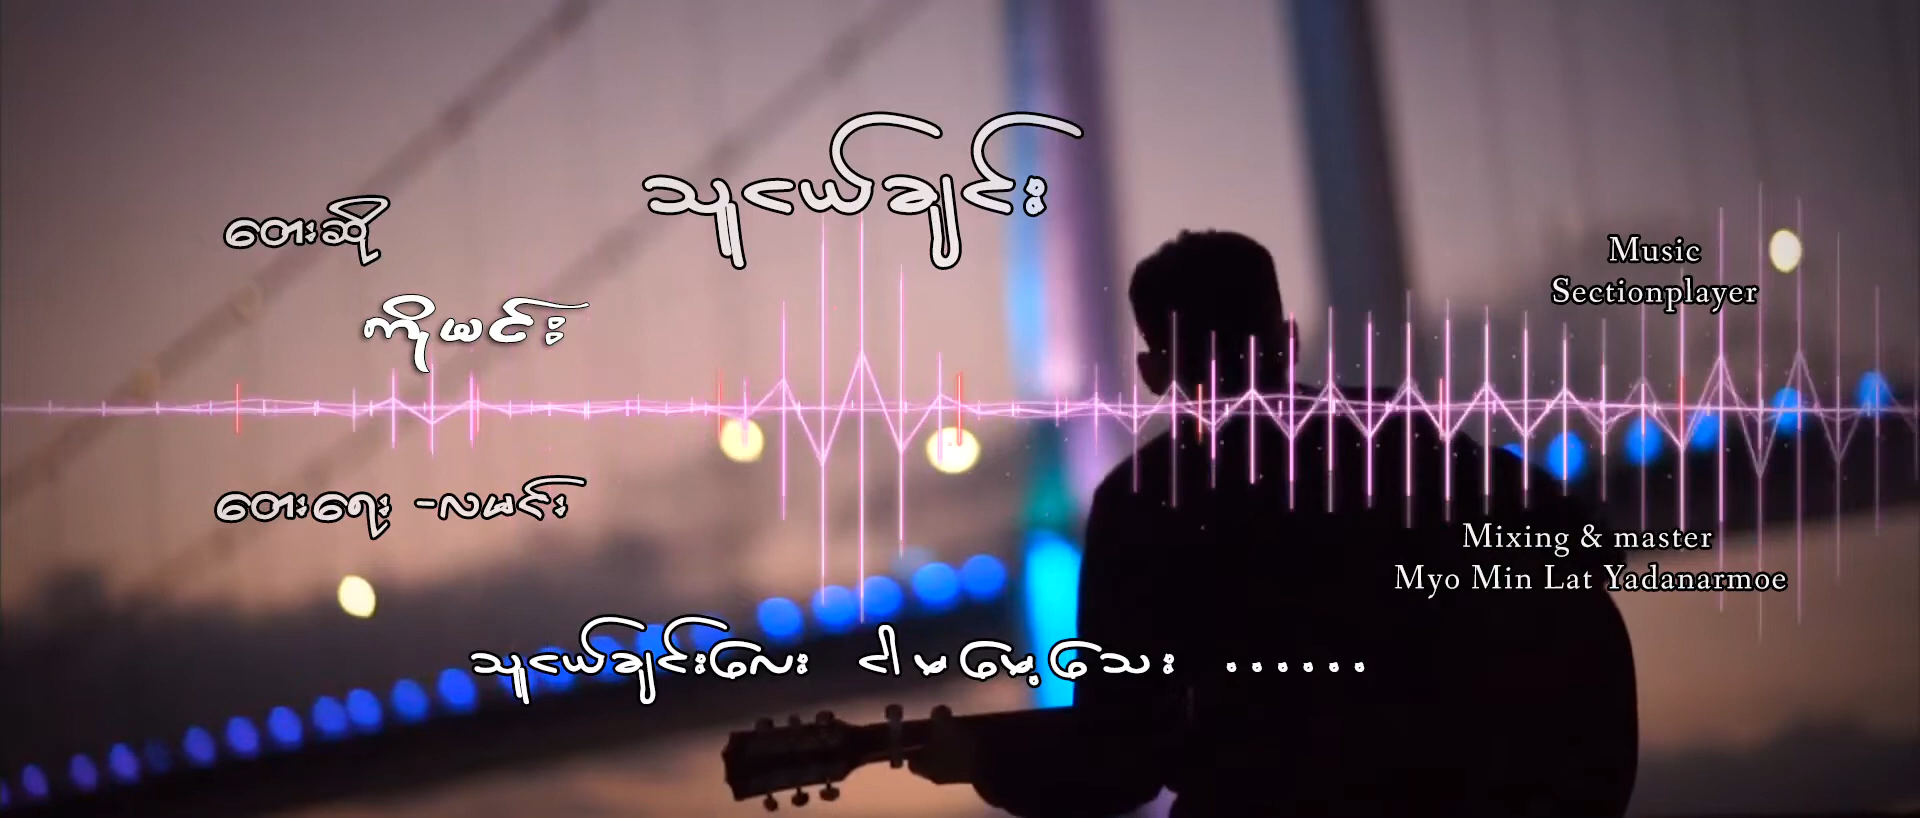 သူငယ်ချင်း
တေးဆို
ကိုမင်း
Music
Sectionplayer
တေးရေး -လမင်း
Mixing & master
Myo Min Lat Yadanarmoe
သူငယ်ချင်းလေး ငါမမေ့သေး ......